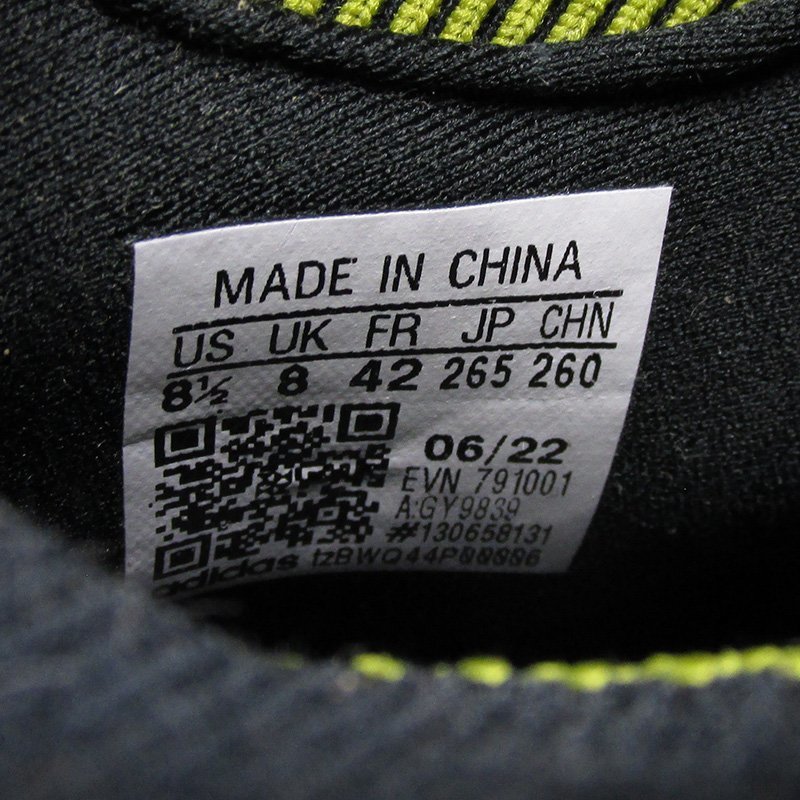 MADE IN CHINA
US UK FR JP CHN
8½ 8 42 265 260
06/22
EVN 791001
A:GY9839
#130658131
adidas